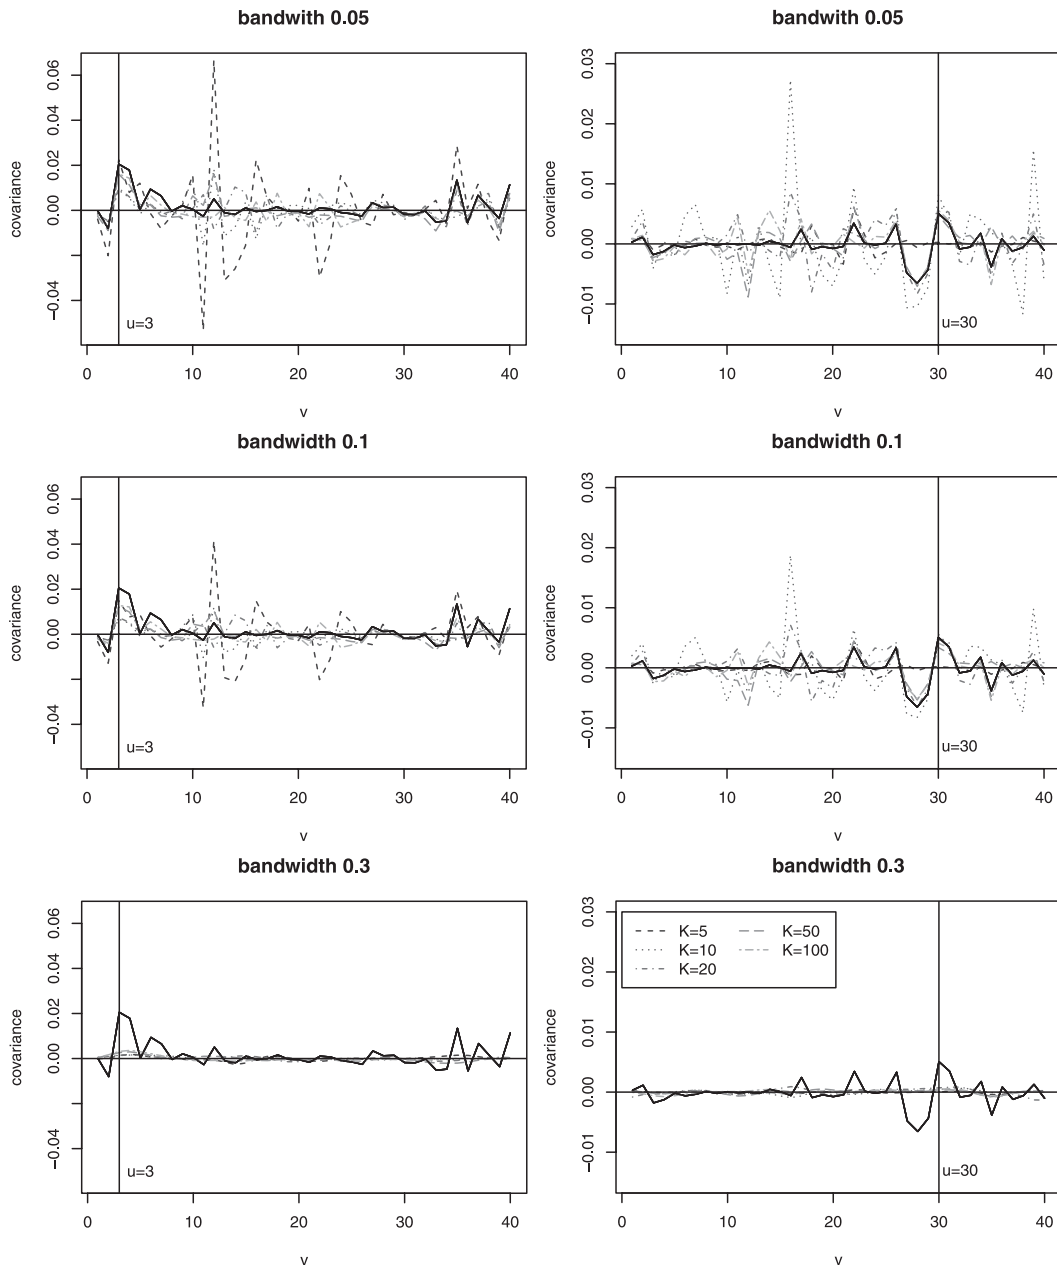 bandwith 0.05
covariance
−0.04 0.00 0.02 0.04 0.06
u=3
0 10 20 30 40
v
bandwith 0.05
covariance
−0.01 0.00 0.01 0.02 0.03
u=30
0 10 20 30 40
v
bandwidth 0.1
covariance
−0.04 0.00 0.02 0.04 0.06
u=3
0 10 20 30 40
v
bandwidth 0.1
covariance
−0.01 0.00 0.01 0.02 0.03
u=30
0 10 20 30 40
v
bandwidth 0.3
covariance
−0.04 0.00 0.02 0.04 0.06
u=3
0 10 20 30 40
v
bandwidth 0.3
covariance
−0.01 0.00 0.01 0.02 0.03
K=5 K=50
K=10 K=100
K=20
u=30
0 10 20 30 40
v